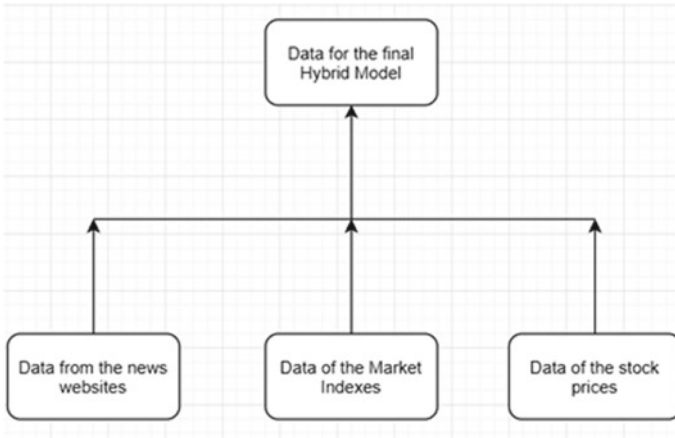 Data for the final
Hybrid Model
Data from the news
websites
Data of the Market
Indexes
Data of the stock
prices